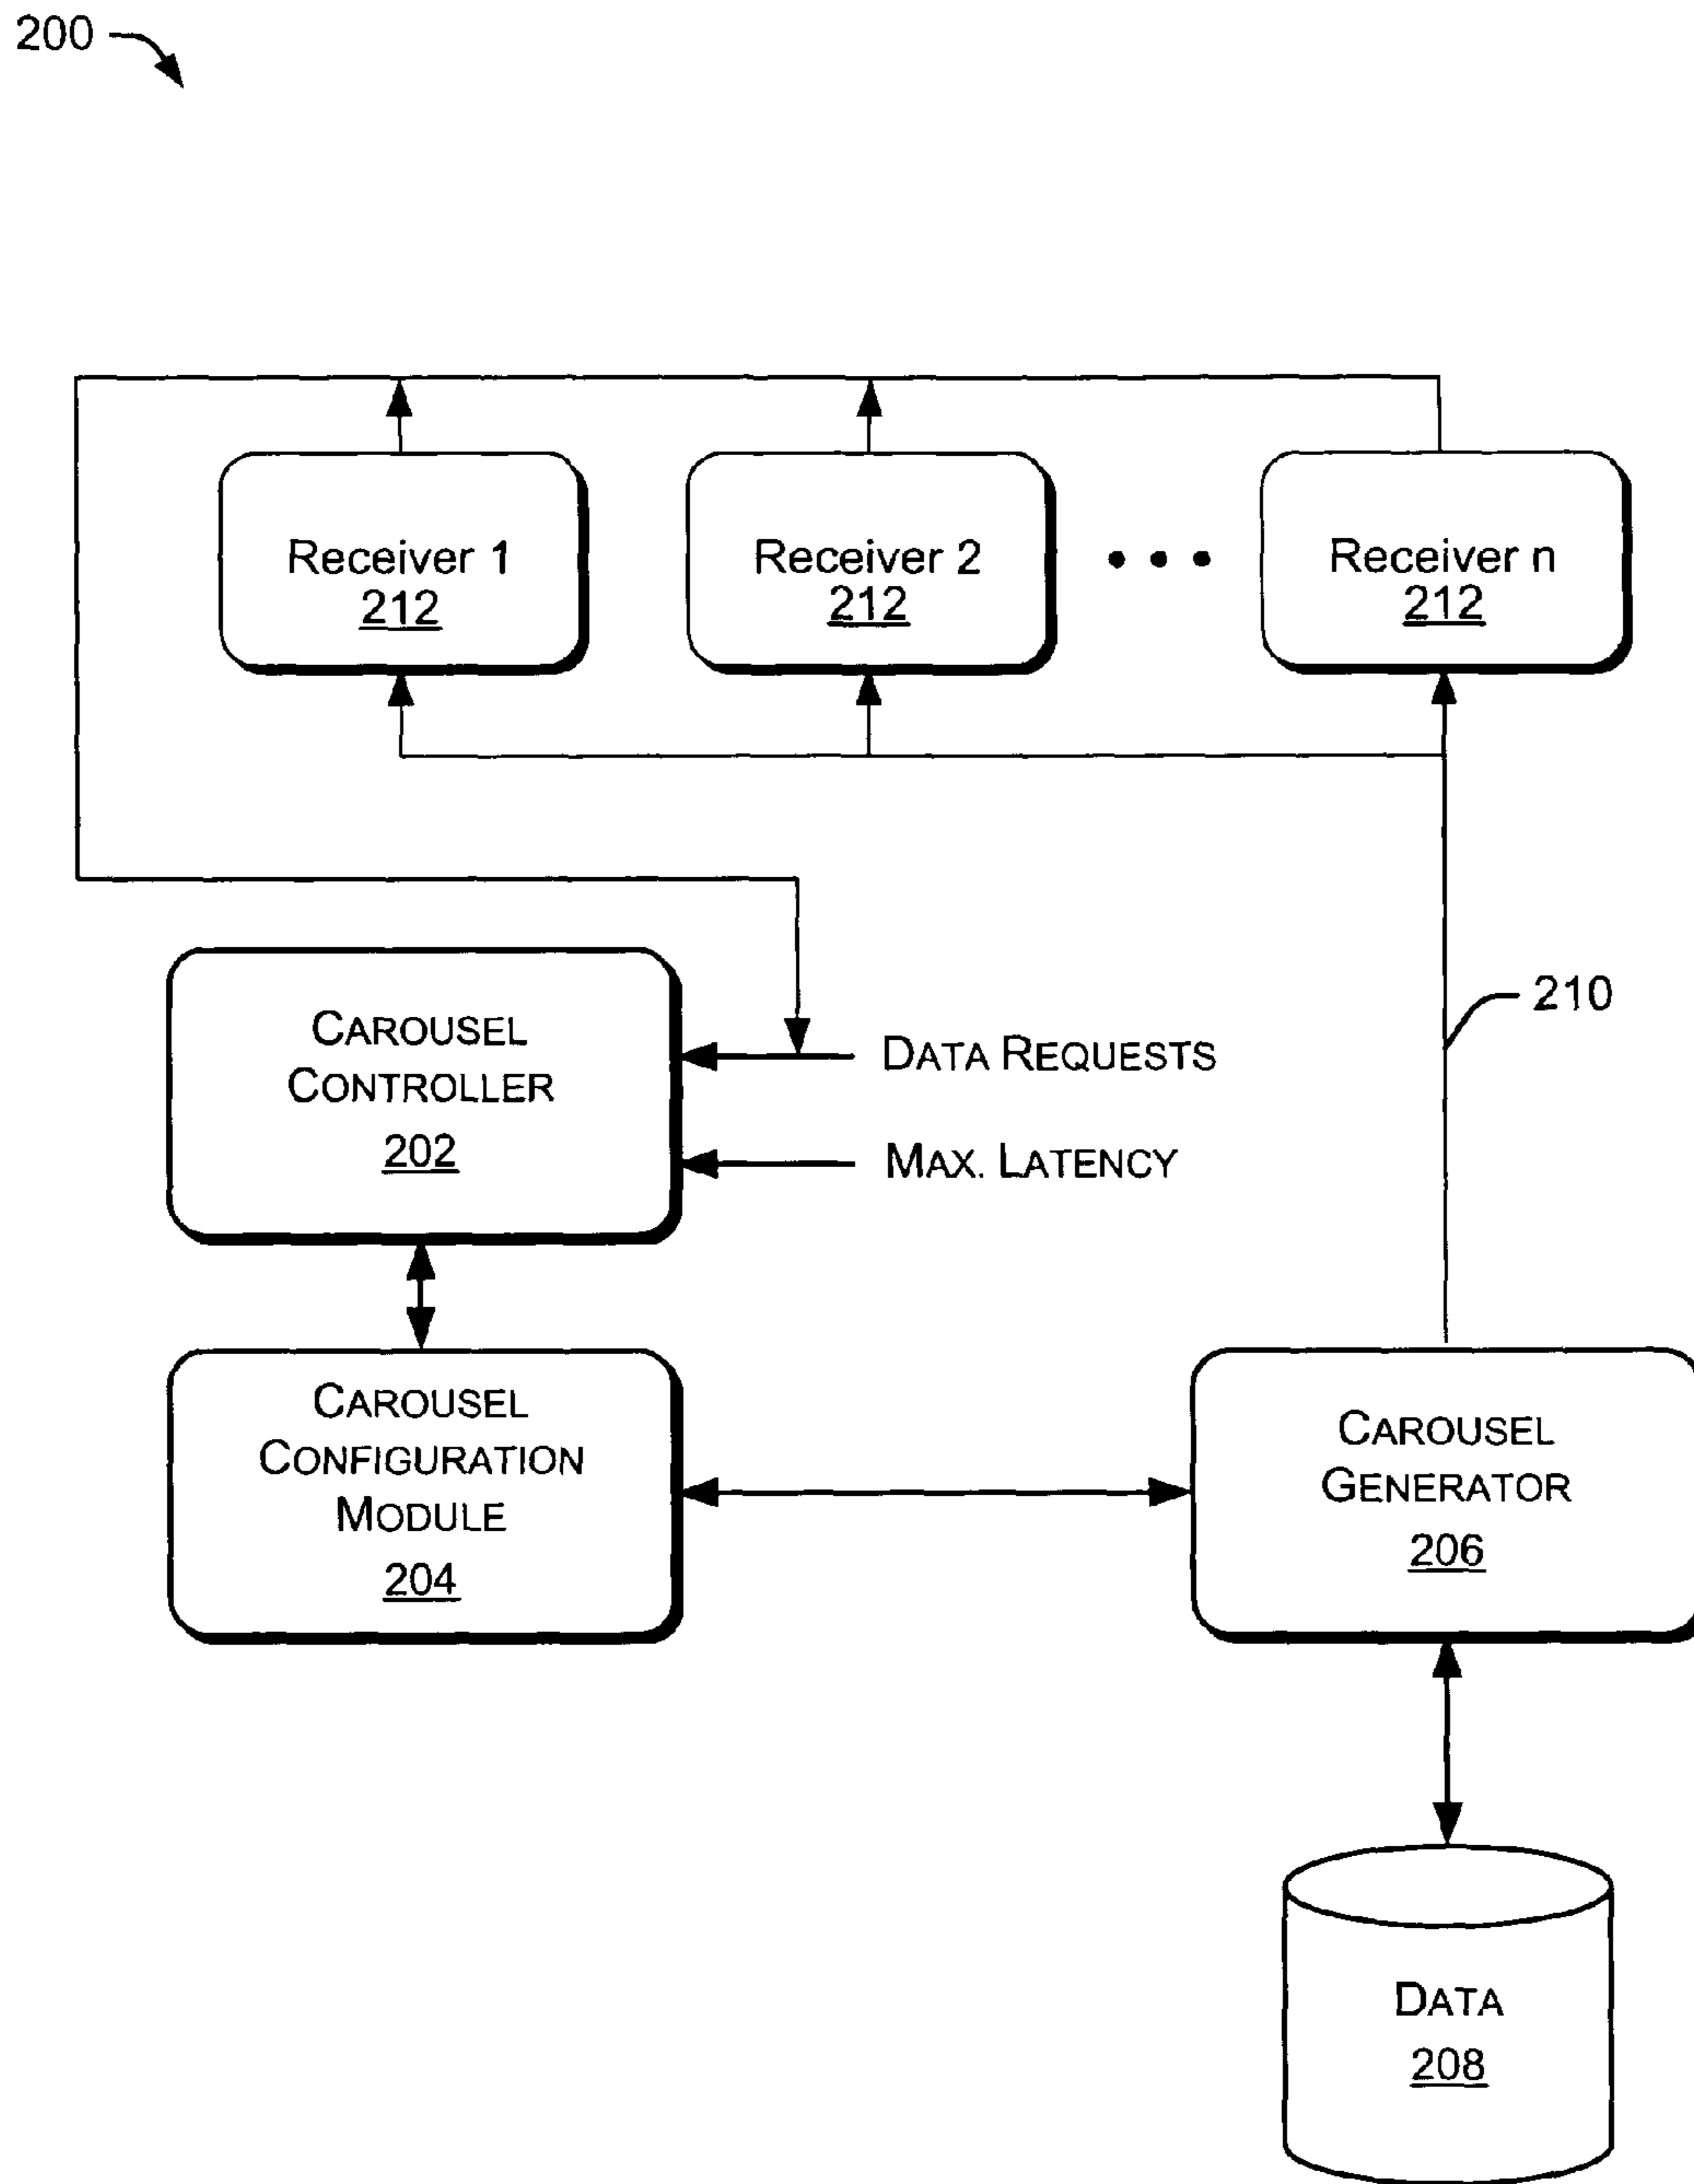 200
Receiver 1
212
Receiver 2
212
Receiver n
212
CAROUSEL
CONTROLLER
202
DATA REQUESTS
MAX. LATENCY
210
CAROUSEL
CONFIGURATION
MODULE
204
CAROUSEL
GENERATOR
206
DATA
208